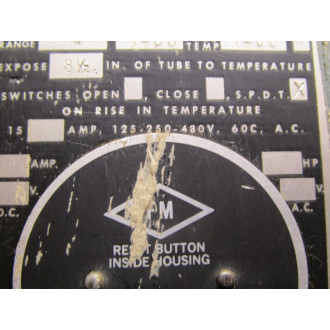 RANGE TEMP
EXPOSE 8½ IN. OF TUBE TO TEMPERATURE
SWITCHES OPEN , CLOSE , S.P.D.T. X
ON RISE IN TEMPERATURE
15 AMP. 125-250-480V. 60C. A.C.
AMP. HP
V. V.
D.C. A.C.
PM
RESET BUTTON
INSIDE HOUSING